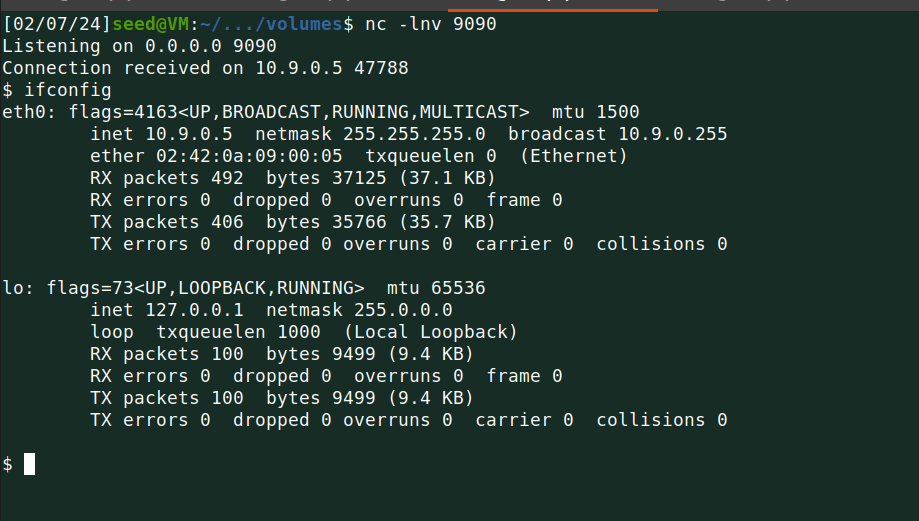 [02/07/24]seed@VM:~/.../volumes$ nc -lnv 9090
Listening on 0.0.0.0 9090
Connection received on 10.9.0.5 47788
$ ifconfig
eth0: flags=4163<UP,BROADCAST,RUNNING,MULTICAST>  mtu 1500
        inet 10.9.0.5  netmask 255.255.255.0  broadcast 10.9.0.255
        ether 02:42:0a:09:00:05  txqueuelen 0  (Ethernet)
        RX packets 492  bytes 37125 (37.1 KB)
        RX errors 0  dropped 0  overruns 0  frame 0
        TX packets 406  bytes 35766 (35.7 KB)
        TX errors 0  dropped 0 overruns 0  carrier 0  collisions 0

lo: flags=73<UP,LOOPBACK,RUNNING>  mtu 65536
        inet 127.0.0.1  netmask 255.0.0.0
        loop  txqueuelen 1000  (Local Loopback)
        RX packets 100  bytes 9499 (9.4 KB)
        RX errors 0  dropped 0  overruns 0  frame 0
        TX packets 100  bytes 9499 (9.4 KB)
        TX errors 0  dropped 0 overruns 0  carrier 0  collisions 0

$